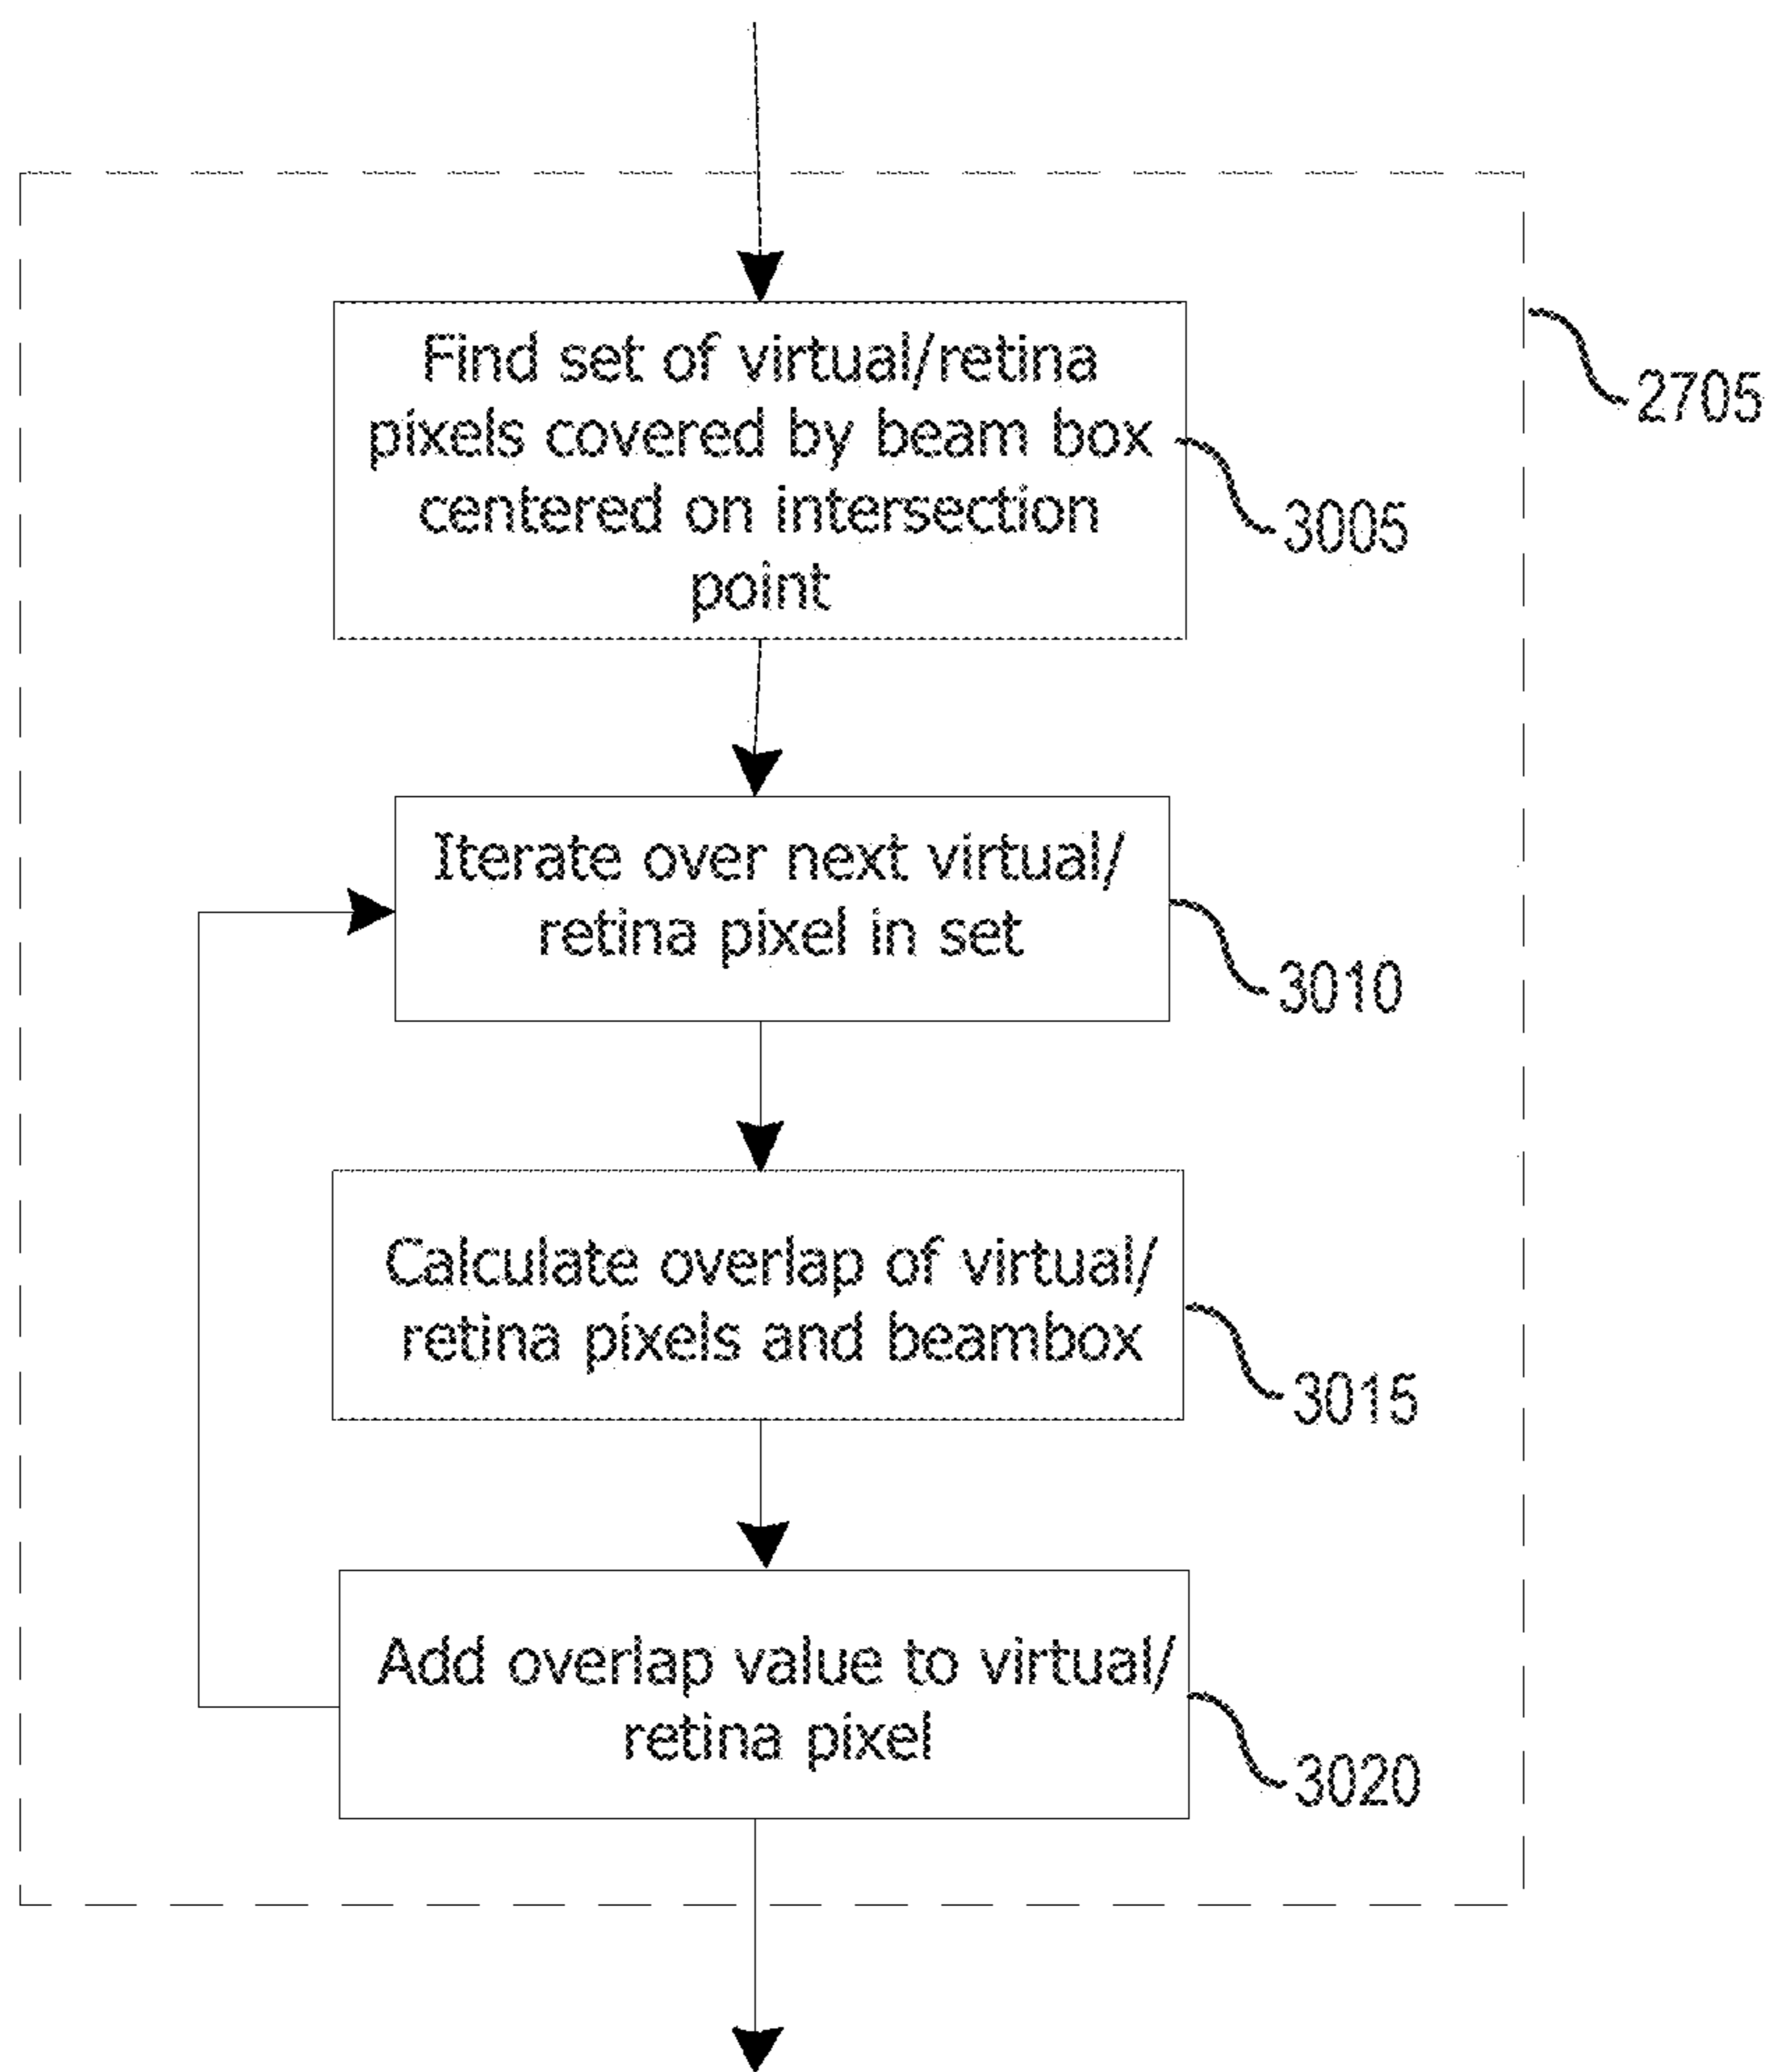 Find set of virtual/retina
pixels covered by beam box
centered on intersection
point
2705
3005
Iterate over next virtual/
retina pixel in set
3010
Calculate overlap of virtual/
retina pixels and beambox
3015
Add overlap value to virtual/
retina pixel
3020